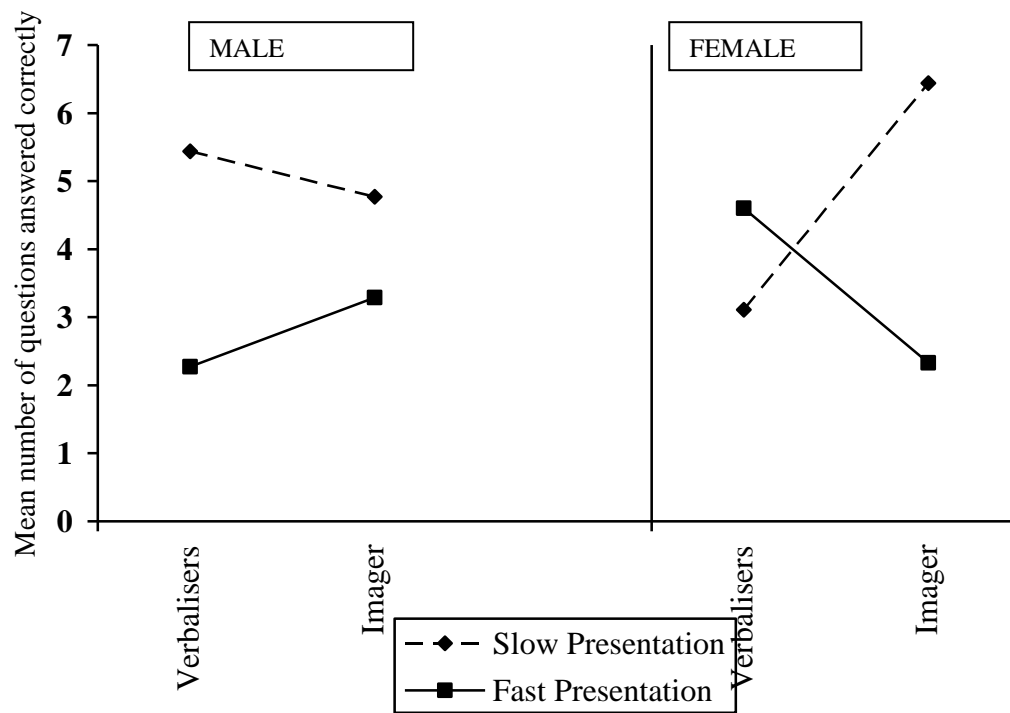 Mean number of questions answered correctly
7
6
5
4
3
2
1
0
MALE
FEMALE
Verbalisers
Imager
Verbalisers
Imager
Slow Presentation
Fast Presentation